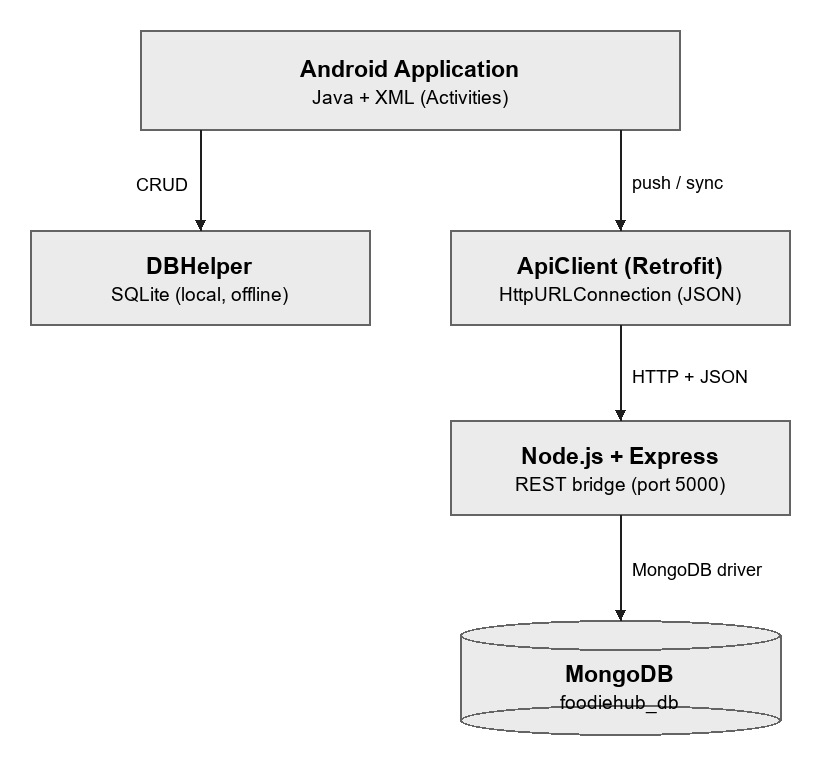 Android Application
Java + XML (Activities)
CRUD
push / sync
DBHelper
SQLite (local, offline)
ApiClient (Retrofit)
HttpURLConnection (JSON)
HTTP + JSON
Node.js + Express
REST bridge (port 5000)
MongoDB driver
MongoDB
foodiehub_db